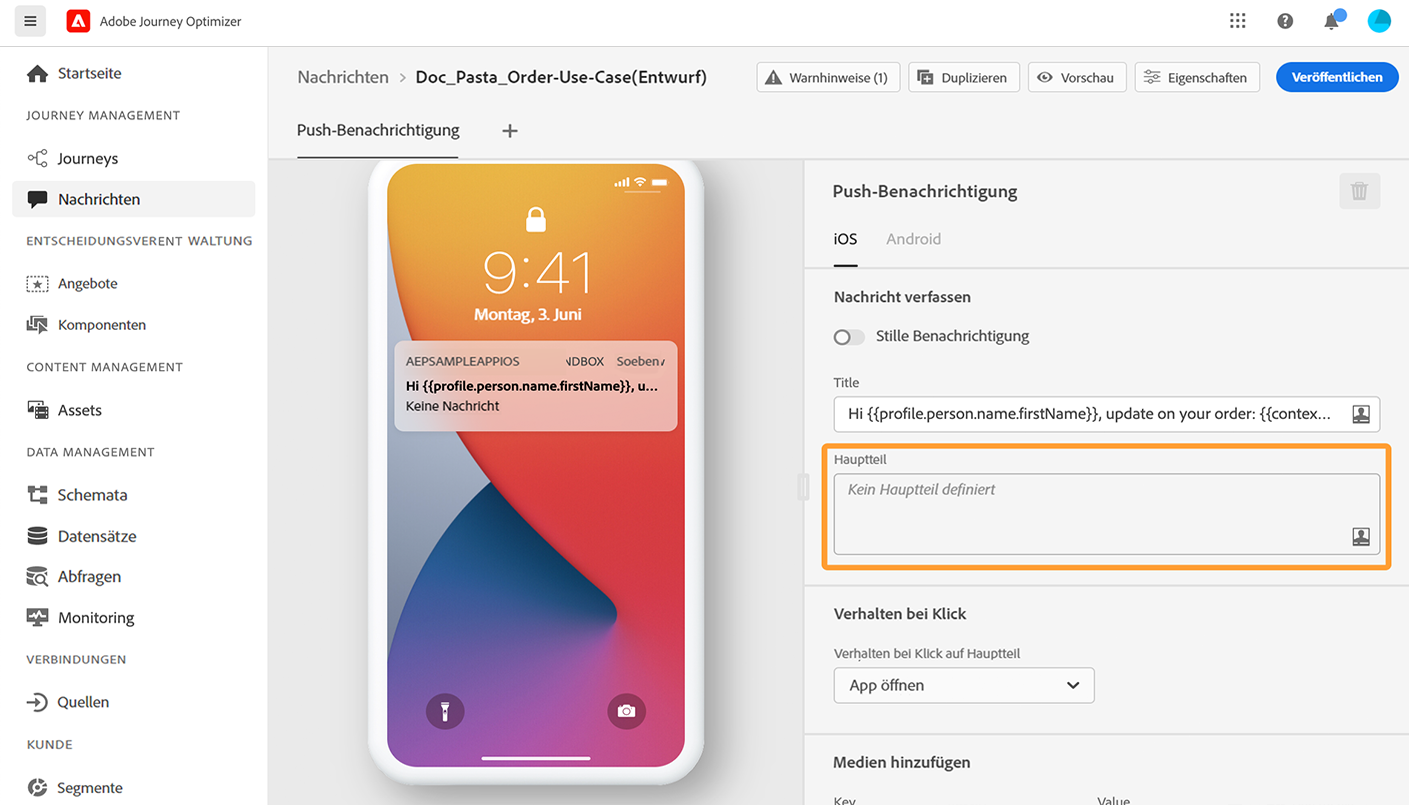 Adobe Journey Optimizer
Startseite
JOURNEY MANAGEMENT
Journeys
Nachrichten
ENTSCHEIDUNGSVERENT WALTUNG
Angebote
Komponenten
CONTENT MANAGEMENT
Assets
DATA MANAGEMENT
Schemata
Datensätze
Abfragen
Monitoring
VERBINDUNGEN
Quellen
KUNDE
Segmente
Nachrichten > Doc_Pasta_Order-Use-Case(Entwurf)
Warnhinweise (1)
Duplizieren
Vorschau
Eigenschaften
Veröffentlichen
Push-Benachrichtigung +
9:41
Montag, 3. Juni
AEPSAMPLEAPPIOS NDBOX Soeben
Hi {{profile.person.name.firstName}}, u...
Keine Nachricht
Push-Benachrichtigung
iOS Android
Nachricht verfassen
Stille Benachrichtigung
Title
Hi {{profile.person.name.firstName}}, update on your order: {{contex...
Hauptteil
Kein Hauptteil definiert
Verhalten bei Klick
Verhalten bei Klick auf Hauptteil
App öffnen
Medien hinzufügen
Key Value